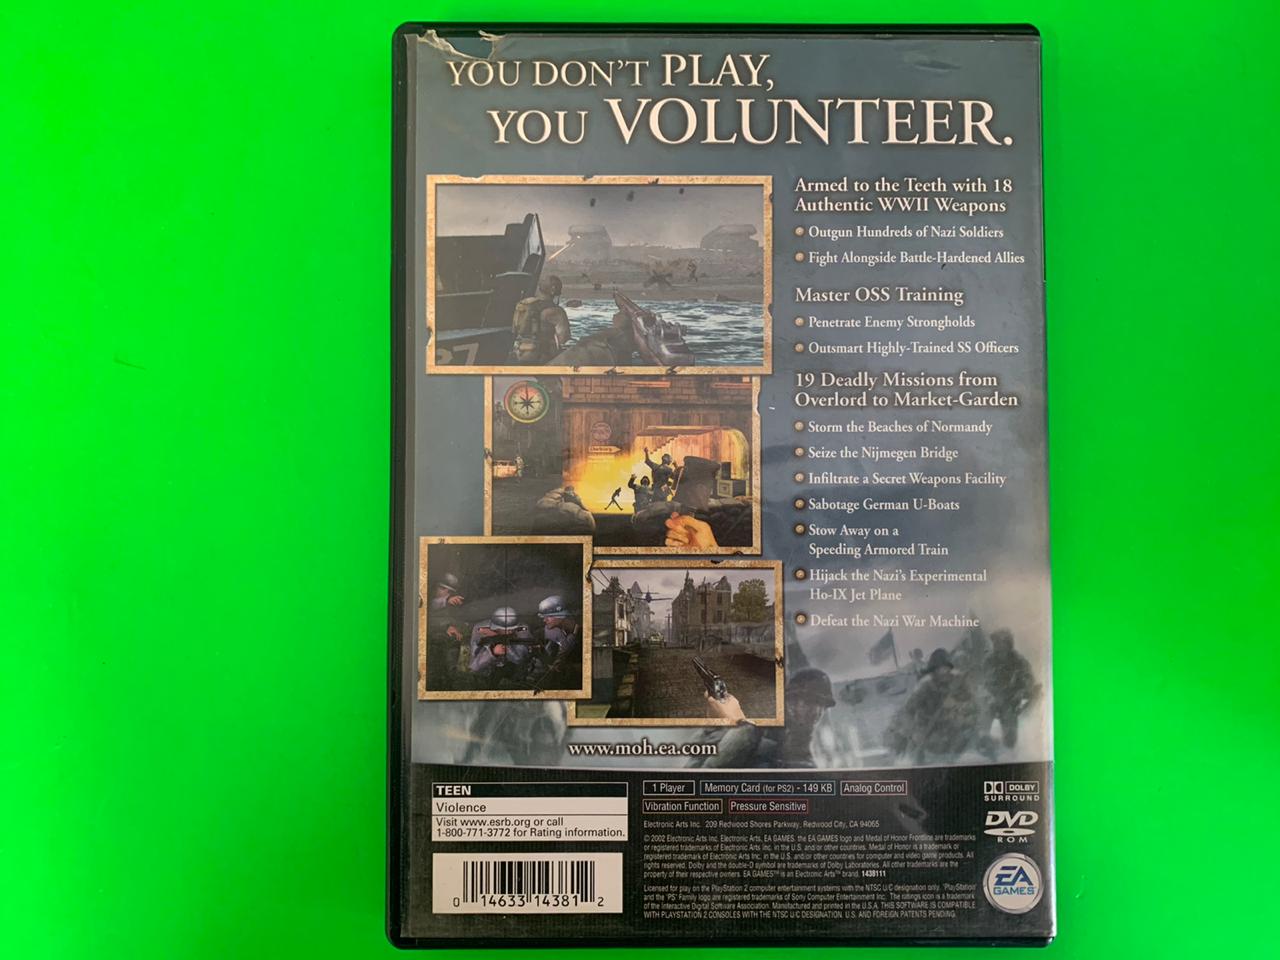 YOU DON'T PLAY,
YOU VOLUNTEER.
Armed to the Teeth with 18
Authentic WWII Weapons
Outgun Hundreds of Nazi Soldiers
Fight Alongside Battle-Hardened Allies
Master OSS Training
Penetrate Enemy Strongholds
Outsmart Highly-Trained SS Officers
19 Deadly Missions from
Overlord to Market-Garden
Storm the Beaches of Normandy
Seize the Nijmegen Bridge
Infiltrate a Secret Weapons Facility
Sabotage German U-Boats
Stow Away on a
Speeding Armored Train
Hijack the Nazi's Experimental
Ho-IX Jet Plane
Defeat the Nazi War Machine
37
www.moh.ea.com
TEEN
Violence
Visit www.esrb.org or call
1-800-771-3772 for Rating information.
0 14633 14381 2
1 Player Memory Card (for PS2) - 149 KB Analog Control
Vibration Function Pressure Sensitive
Electronic Arts Inc. 209 Redwood Shores Parkway, Redwood City, CA 94065
© 2002 Electronic Arts Inc. Electronic Arts, EA GAMES, the EA GAMES logo and Medal of Honor Frontline are trademarks
or registered trademarks of Electronic Arts Inc. in the U.S. and/or other countries. Medal of Honor is a trademark or
registered trademark of Electronic Arts Inc. in the U.S. and/or other countries for computer and video game products. All
rights reserved. Dolby and the double-D symbol are trademarks of Dolby Laboratories. All other trademarks are the
property of their respective owners. EA GAMES™ is an Electronic Arts™ brand. 1438111
Licensed for play on the PlayStation 2 computer entertainment systems with the NTSC U/C designation only. "PlayStation"
and the "PS" Family logo are registered trademarks of Sony Computer Entertainment Inc. The ratings icon is a trademark
of the Interactive Digital Software Association. Manufactured and printed in the U.S.A. THIS SOFTWARE IS COMPATIBLE
WITH PLAYSTATION 2 CONSOLES WITH THE NTSC U/C DESIGNATION. U.S. AND FOREIGN PATENTS PENDING.
DOLBY
SURROUND
DVD
ROM
EA
GAMES™